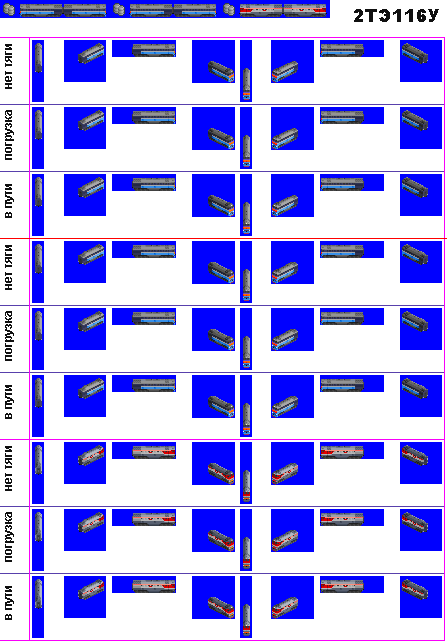 2ТЭ116У
нет тяги
погрузка
в пути
нет тяги
погрузка
в пути
нет тяги
погрузка
в пути